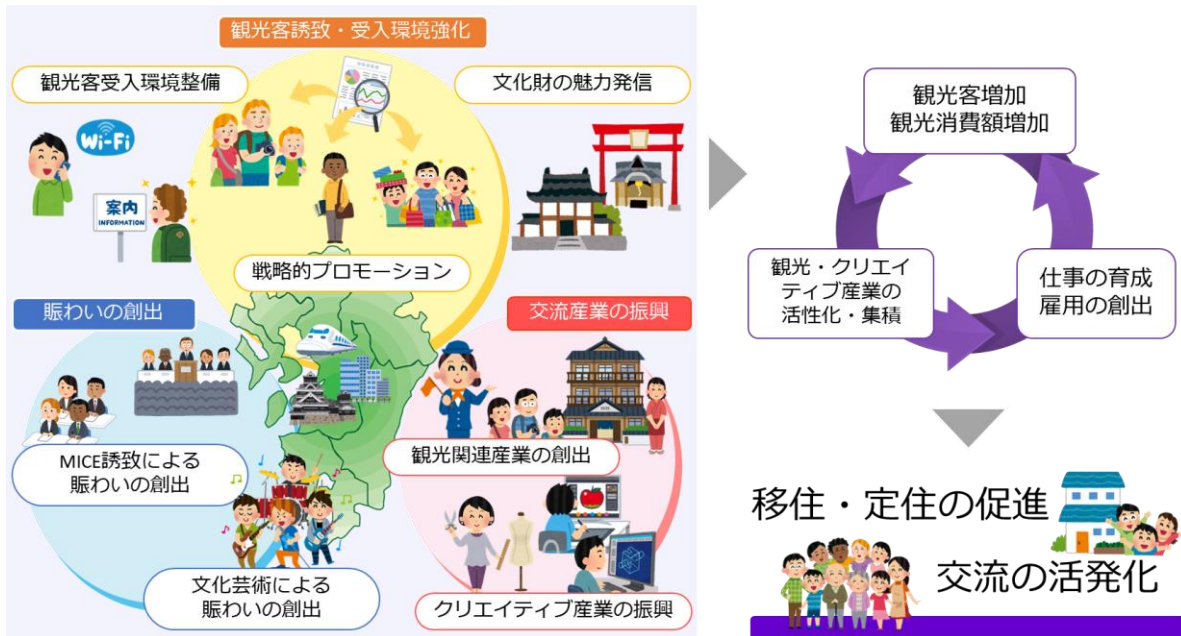 観光客誘致・受入環境強化
観光客受入環境整備
文化財の魅力発信
Wi-Fi
案内
INFORMATION
戦略的プロモーション
賑わいの創出
交流産業の振興
MICE誘致による
賑わいの創出
観光関連産業の創出
文化芸術による
賑わいの創出
クリエイティブ産業の振興
観光客増加
観光消費額増加
観光・クリエイ
ティブ産業の
活性化・集積
仕事の育成
雇用の創出
移住・定住の促進
交流の活発化